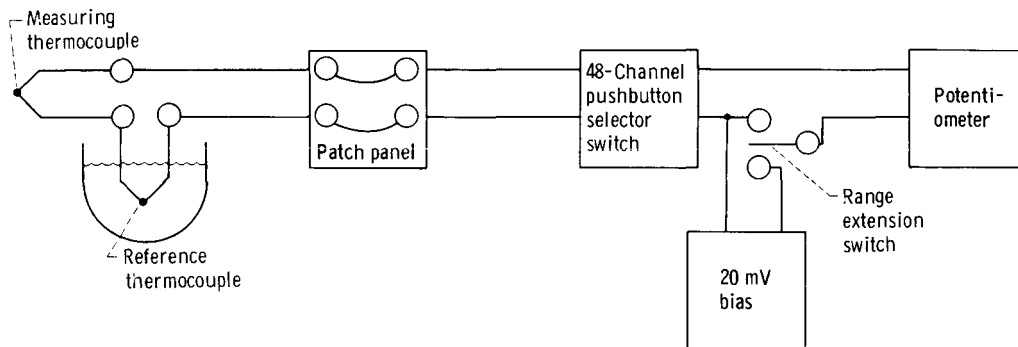 Measuring
thermocouple
48-Channel
pushbutton
selector
switch
Potenti-
ometer
Patch panel
Range
extension
switch
Reference
thermocouple
20 mV
bias